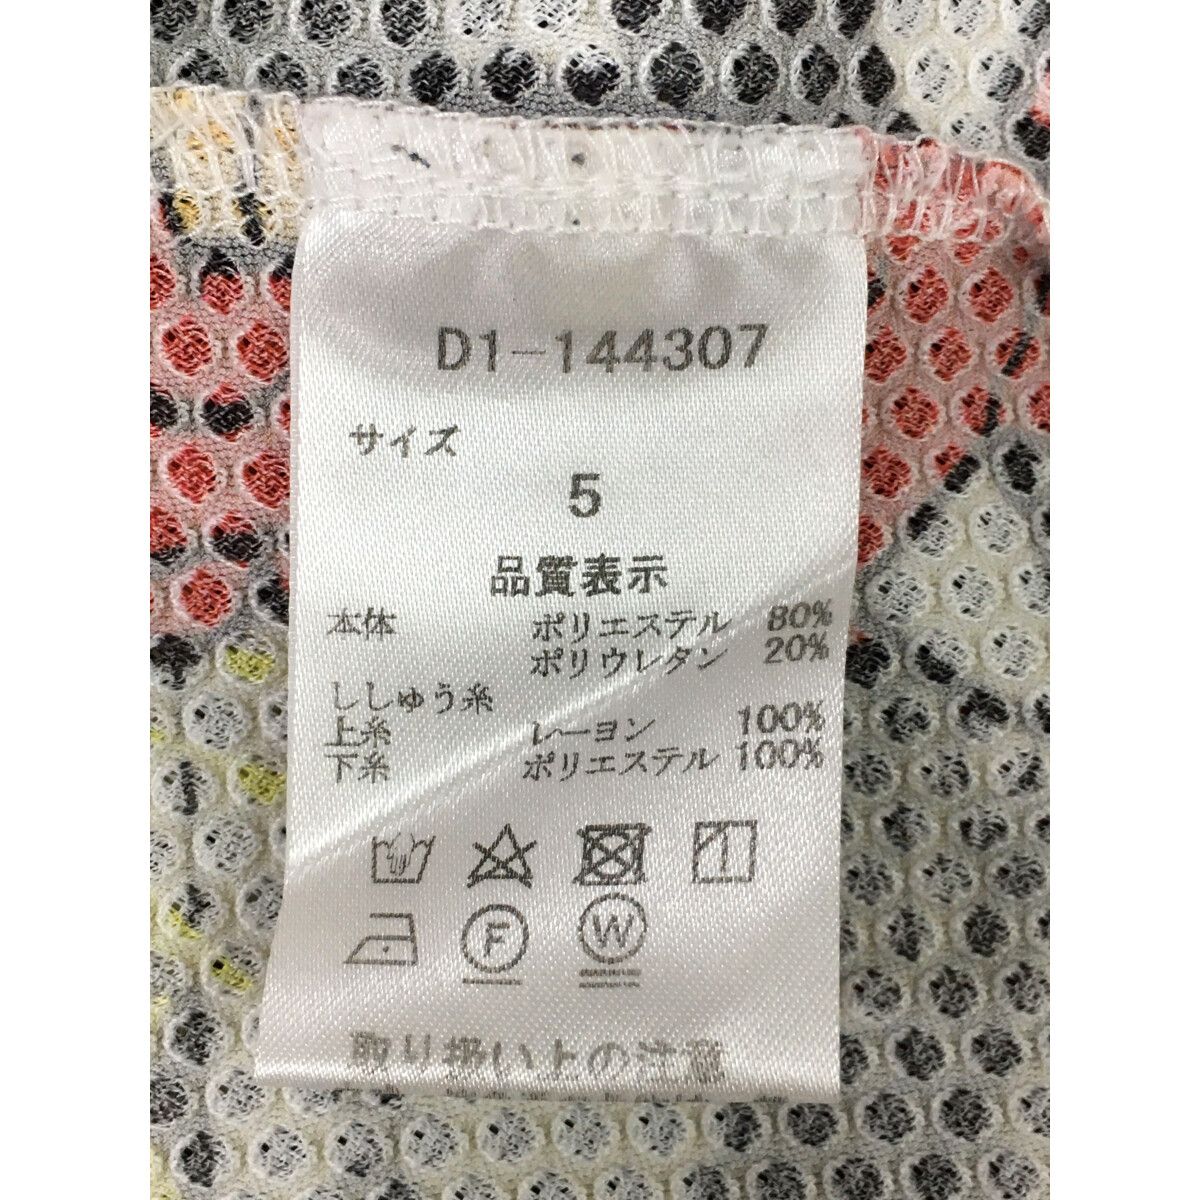 D1-144307
サイズ
5
品質表示
本体 ポリエステル 80%
ポリウレタン 20%
ししゅう糸
上糸 レーヨン 100%
下糸 ポリエステル 100%
F W
取り扱い上の注意